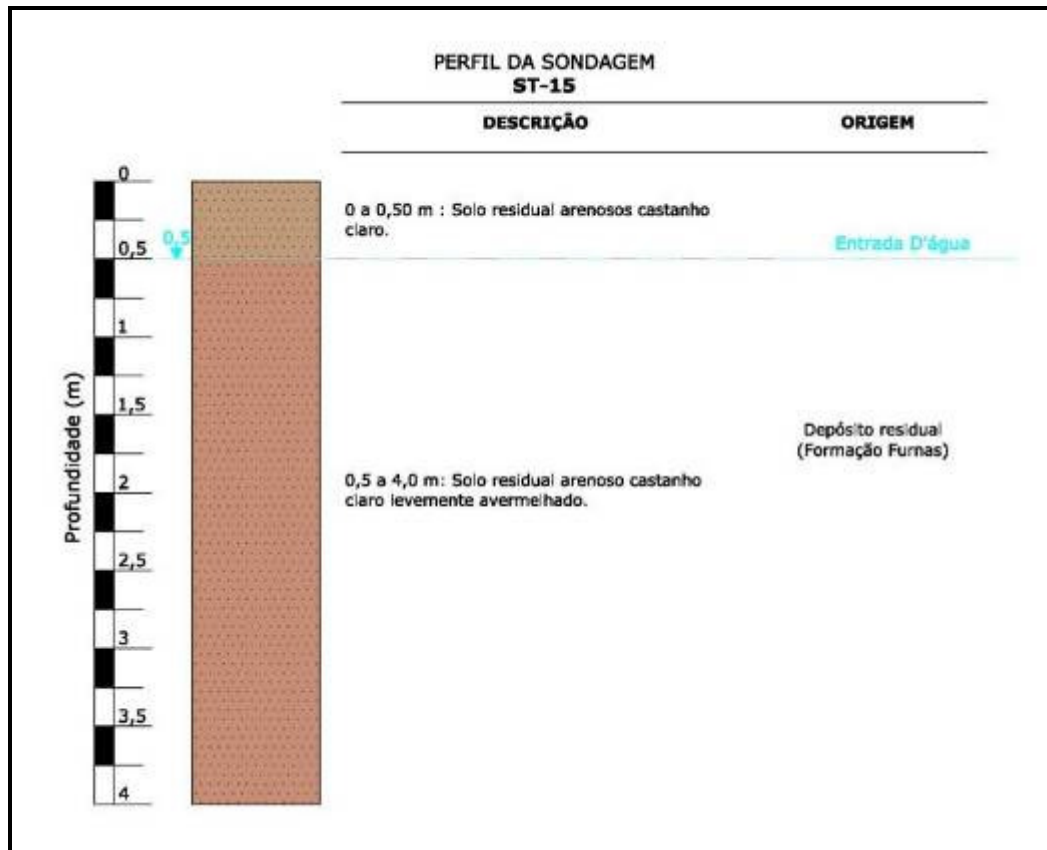 PERFIL DA SONDAGEM
ST-15
DESCRIÇÃO
ORIGEM
0
0 a 0,50 m : Solo residual arenosos castanho
claro.
0,5
0,5
Entrada D'água
1
1,5
Depósito residual
(Formação Furnas)
Profundidade (m)
2
0,5 a 4,0 m: Solo residual arenoso castanho
claro levemente avermelhado.
2,5
3
3,5
4